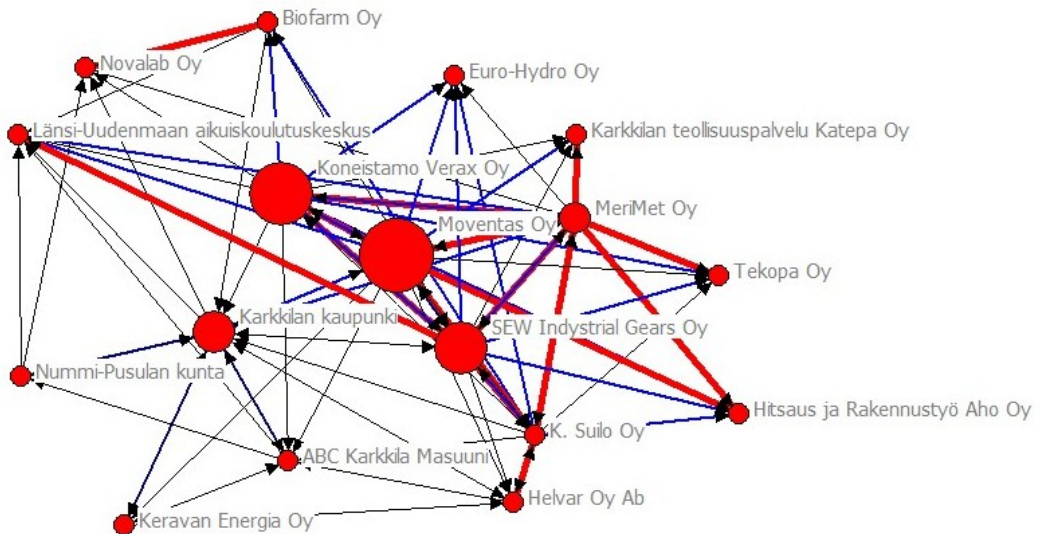 Biofarm Oy
Novalab Oy
Euro-Hydro Oy
Länsi-Uudenmaan aikuiskoulutuskeskus
Karkkilan teollisuuspalvelu Katepa Oy
Koneistamo Verax Oy
MeriMet Oy
Moventas Oy
Tekopa Oy
Karkkilan kaupunki
SEW Indystrial Gears Oy
Nummi-Pusulan kunta
Hitsaus ja Rakennustyö Aho Oy
K. Suilo Oy
ABC Karkkila Masuuni
Helvar Oy Ab
Keravan Energia Oy